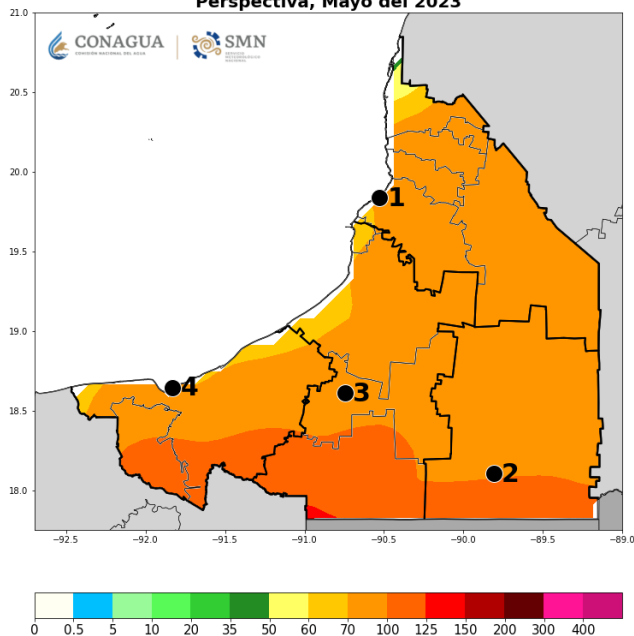 Perspectiva, Mayo del 2023
CONAGUA
COMISIÓN NACIONAL DEL AGUA
SMN
SERVICIO
METEOROLÓGICO
NACIONAL
21.0
20.5
20.0
19.5
19.0
18.5
18.0
1
2
3
4
−92.5 −92.0 −91.5 −91.0 −90.5 −90.0 −89.5 −89.0
0 0.5 5 10 20 35 50 60 70 100 125 150 200 300 400